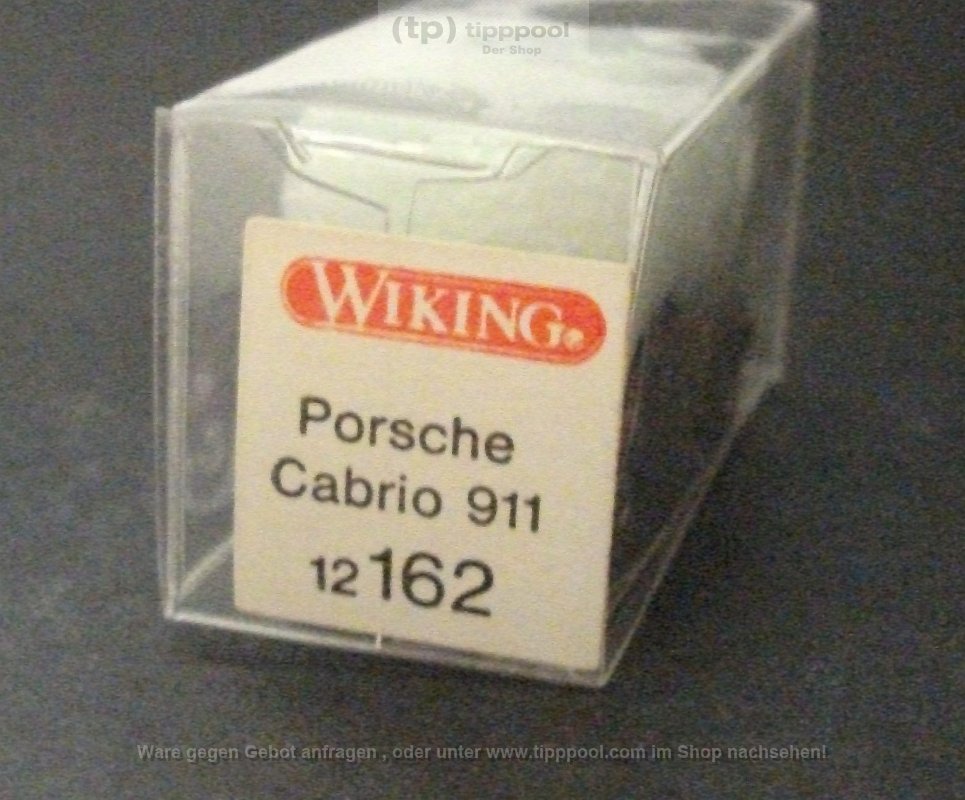 (tp) tipppool
Der Shop
WIKING
Porsche
Cabrio 911
12 162
Ware gegen Gebot anfragen , oder unter www.tipppool.com im Shop nachsehen!